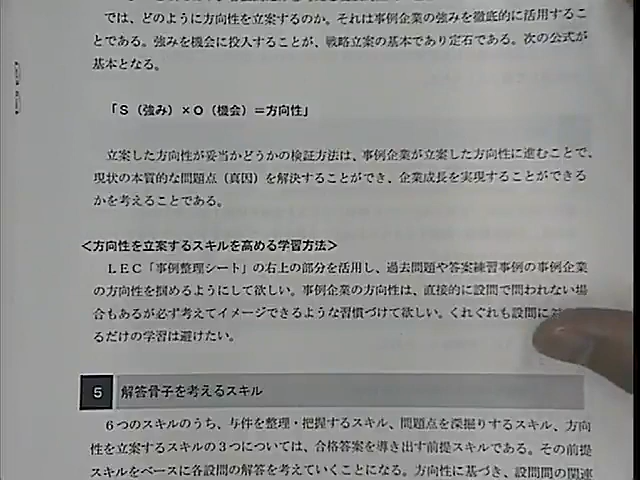 では、どのように方向性を立案するのか。それは事例企業の強みを徹底的に活用するこ
とである。強みを機会に投入することが、戦略立案の基本であり定石である。次の公式が
基本となる。
「S（強み）×O（機会）＝方向性」
立案した方向性が妥当かどうかの検証方法は、事例企業が立案した方向性に進むことで、
現状の本質的な問題点（真因）を解決することができ、企業成長を実現することができる
かを考えることである。
＜方向性を立案するスキルを高める学習方法＞
LEC「事例整理シート」の右上の部分を活用し、過去問題や答案練習事例の事例企業
の方向性を掴めるようにして欲しい。事例企業の方向性は、直接的に設問で問われない場
合もあるが必ず考えてイメージできるような習慣づけて欲しい。くれぐれも設問に
るだけの学習は避けたい。
5 解答骨子を考えるスキル
6つのスキルのうち、与件を整理・把握するスキル、問題点を深掘りするスキル、方向
性を立案するスキルの3つについては、合格答案を導き出す前提スキルである。その前提
スキルをベースに各設問の解答を考えていくことになる。方向性に基づき、設問間の関連